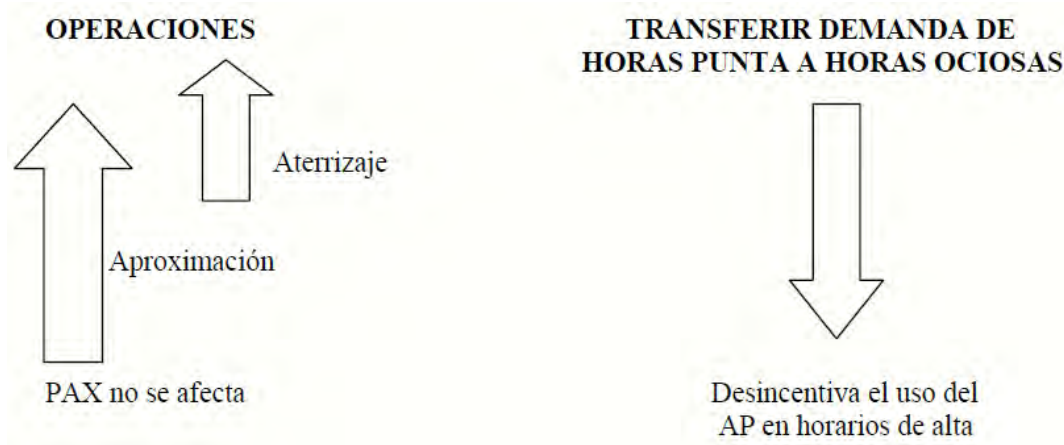 OPERACIONES
Aterrizaje
Aproximación
PAX no se afecta
TRANSFERIR DEMANDA DE
HORAS PUNTA A HORAS OCIOSAS
Desincentiva el uso del
AP en horarios de alta